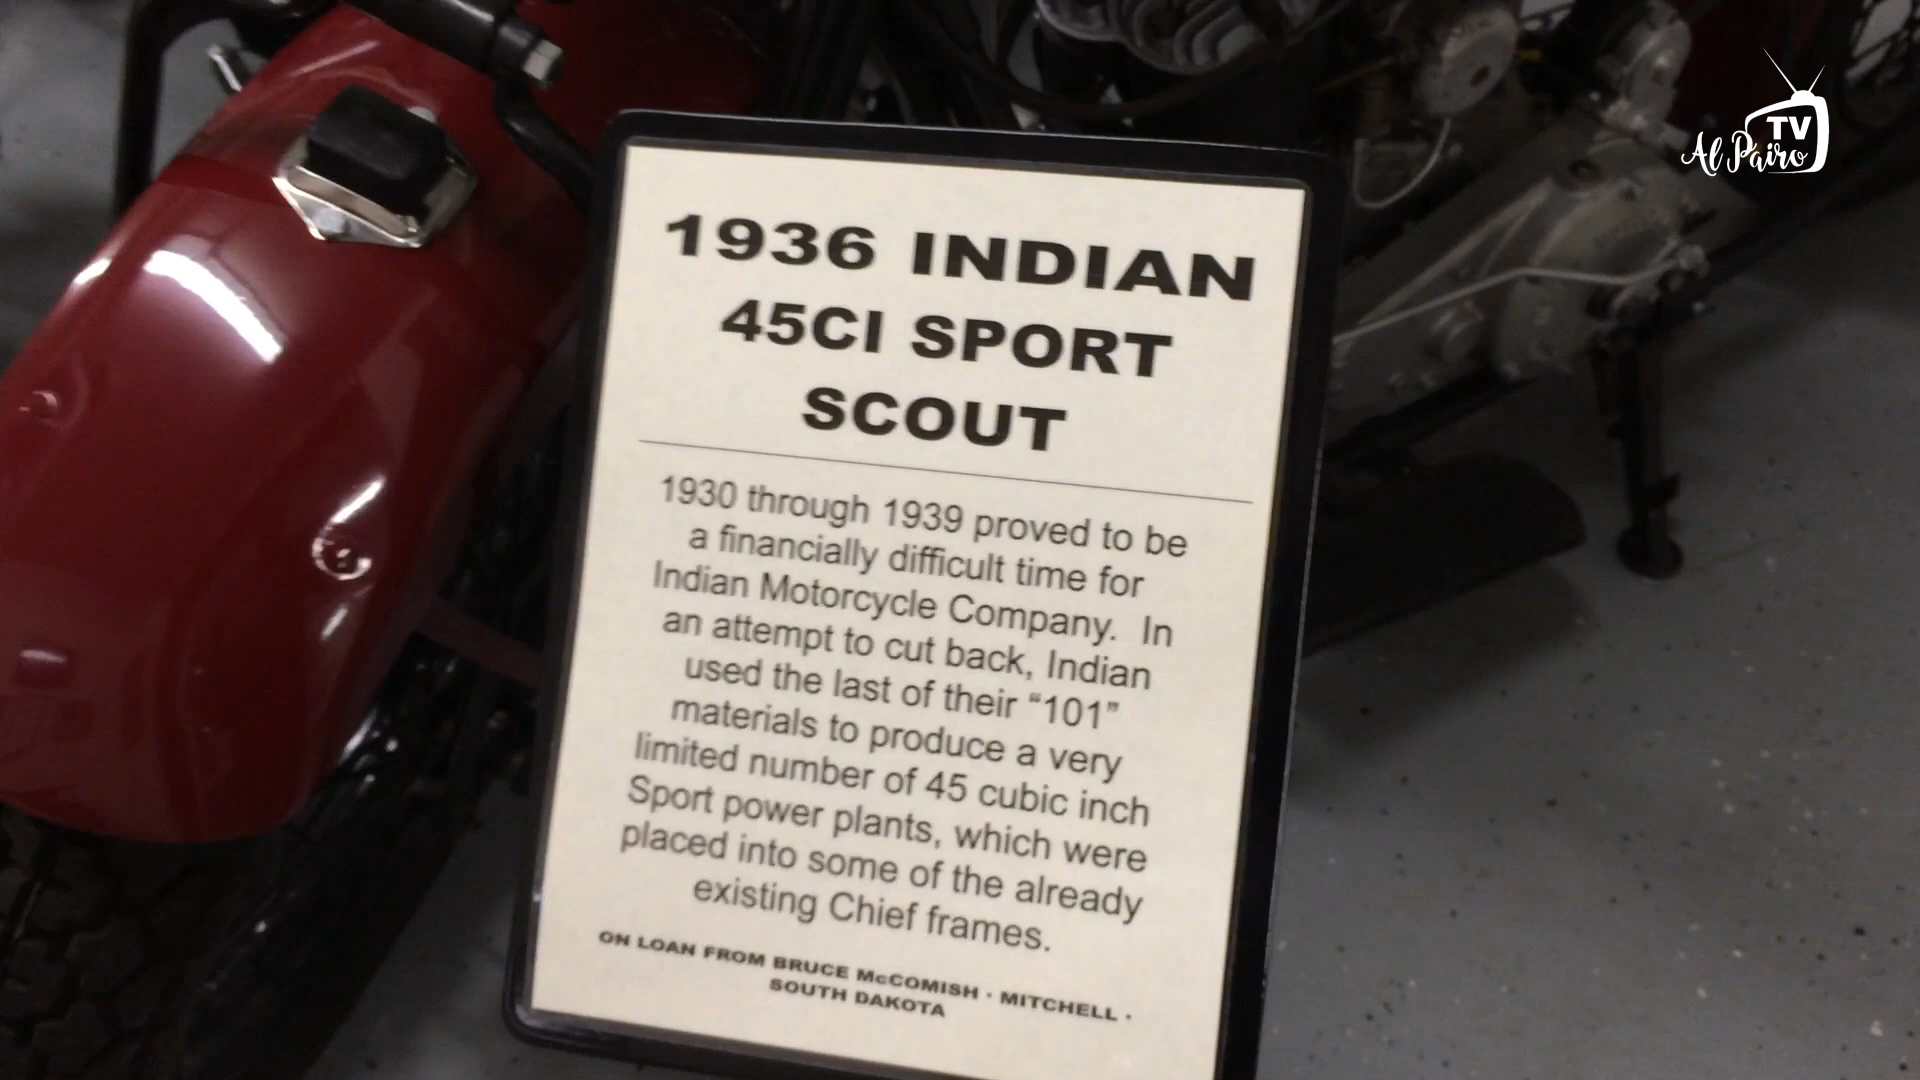 TV
Al Pairo
1936 INDIAN
45CI SPORT
SCOUT
1930 through 1939 proved to be
a financially difficult time for
Indian Motorcycle Company. In
an attempt to cut back, Indian
used the last of their “101”
materials to produce a very
limited number of 45 cubic inch
Sport power plants, which were
placed into some of the already
existing Chief frames.
ON LOAN FROM BRUCE McCOMISH · MITCHELL ·
SOUTH DAKOTA